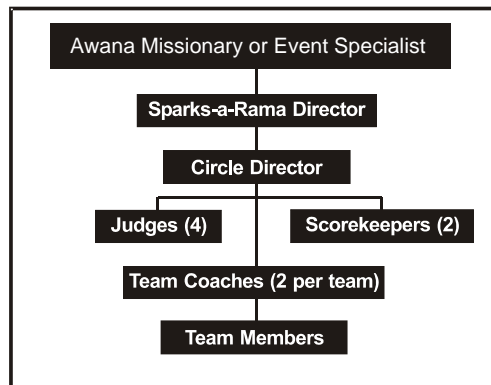 Awana Missionary or Event Specialist
Sparks-a-Rama Director
Circle Director
Judges (4)
Scorekeepers (2)
Team Coaches (2 per team)
Team Members